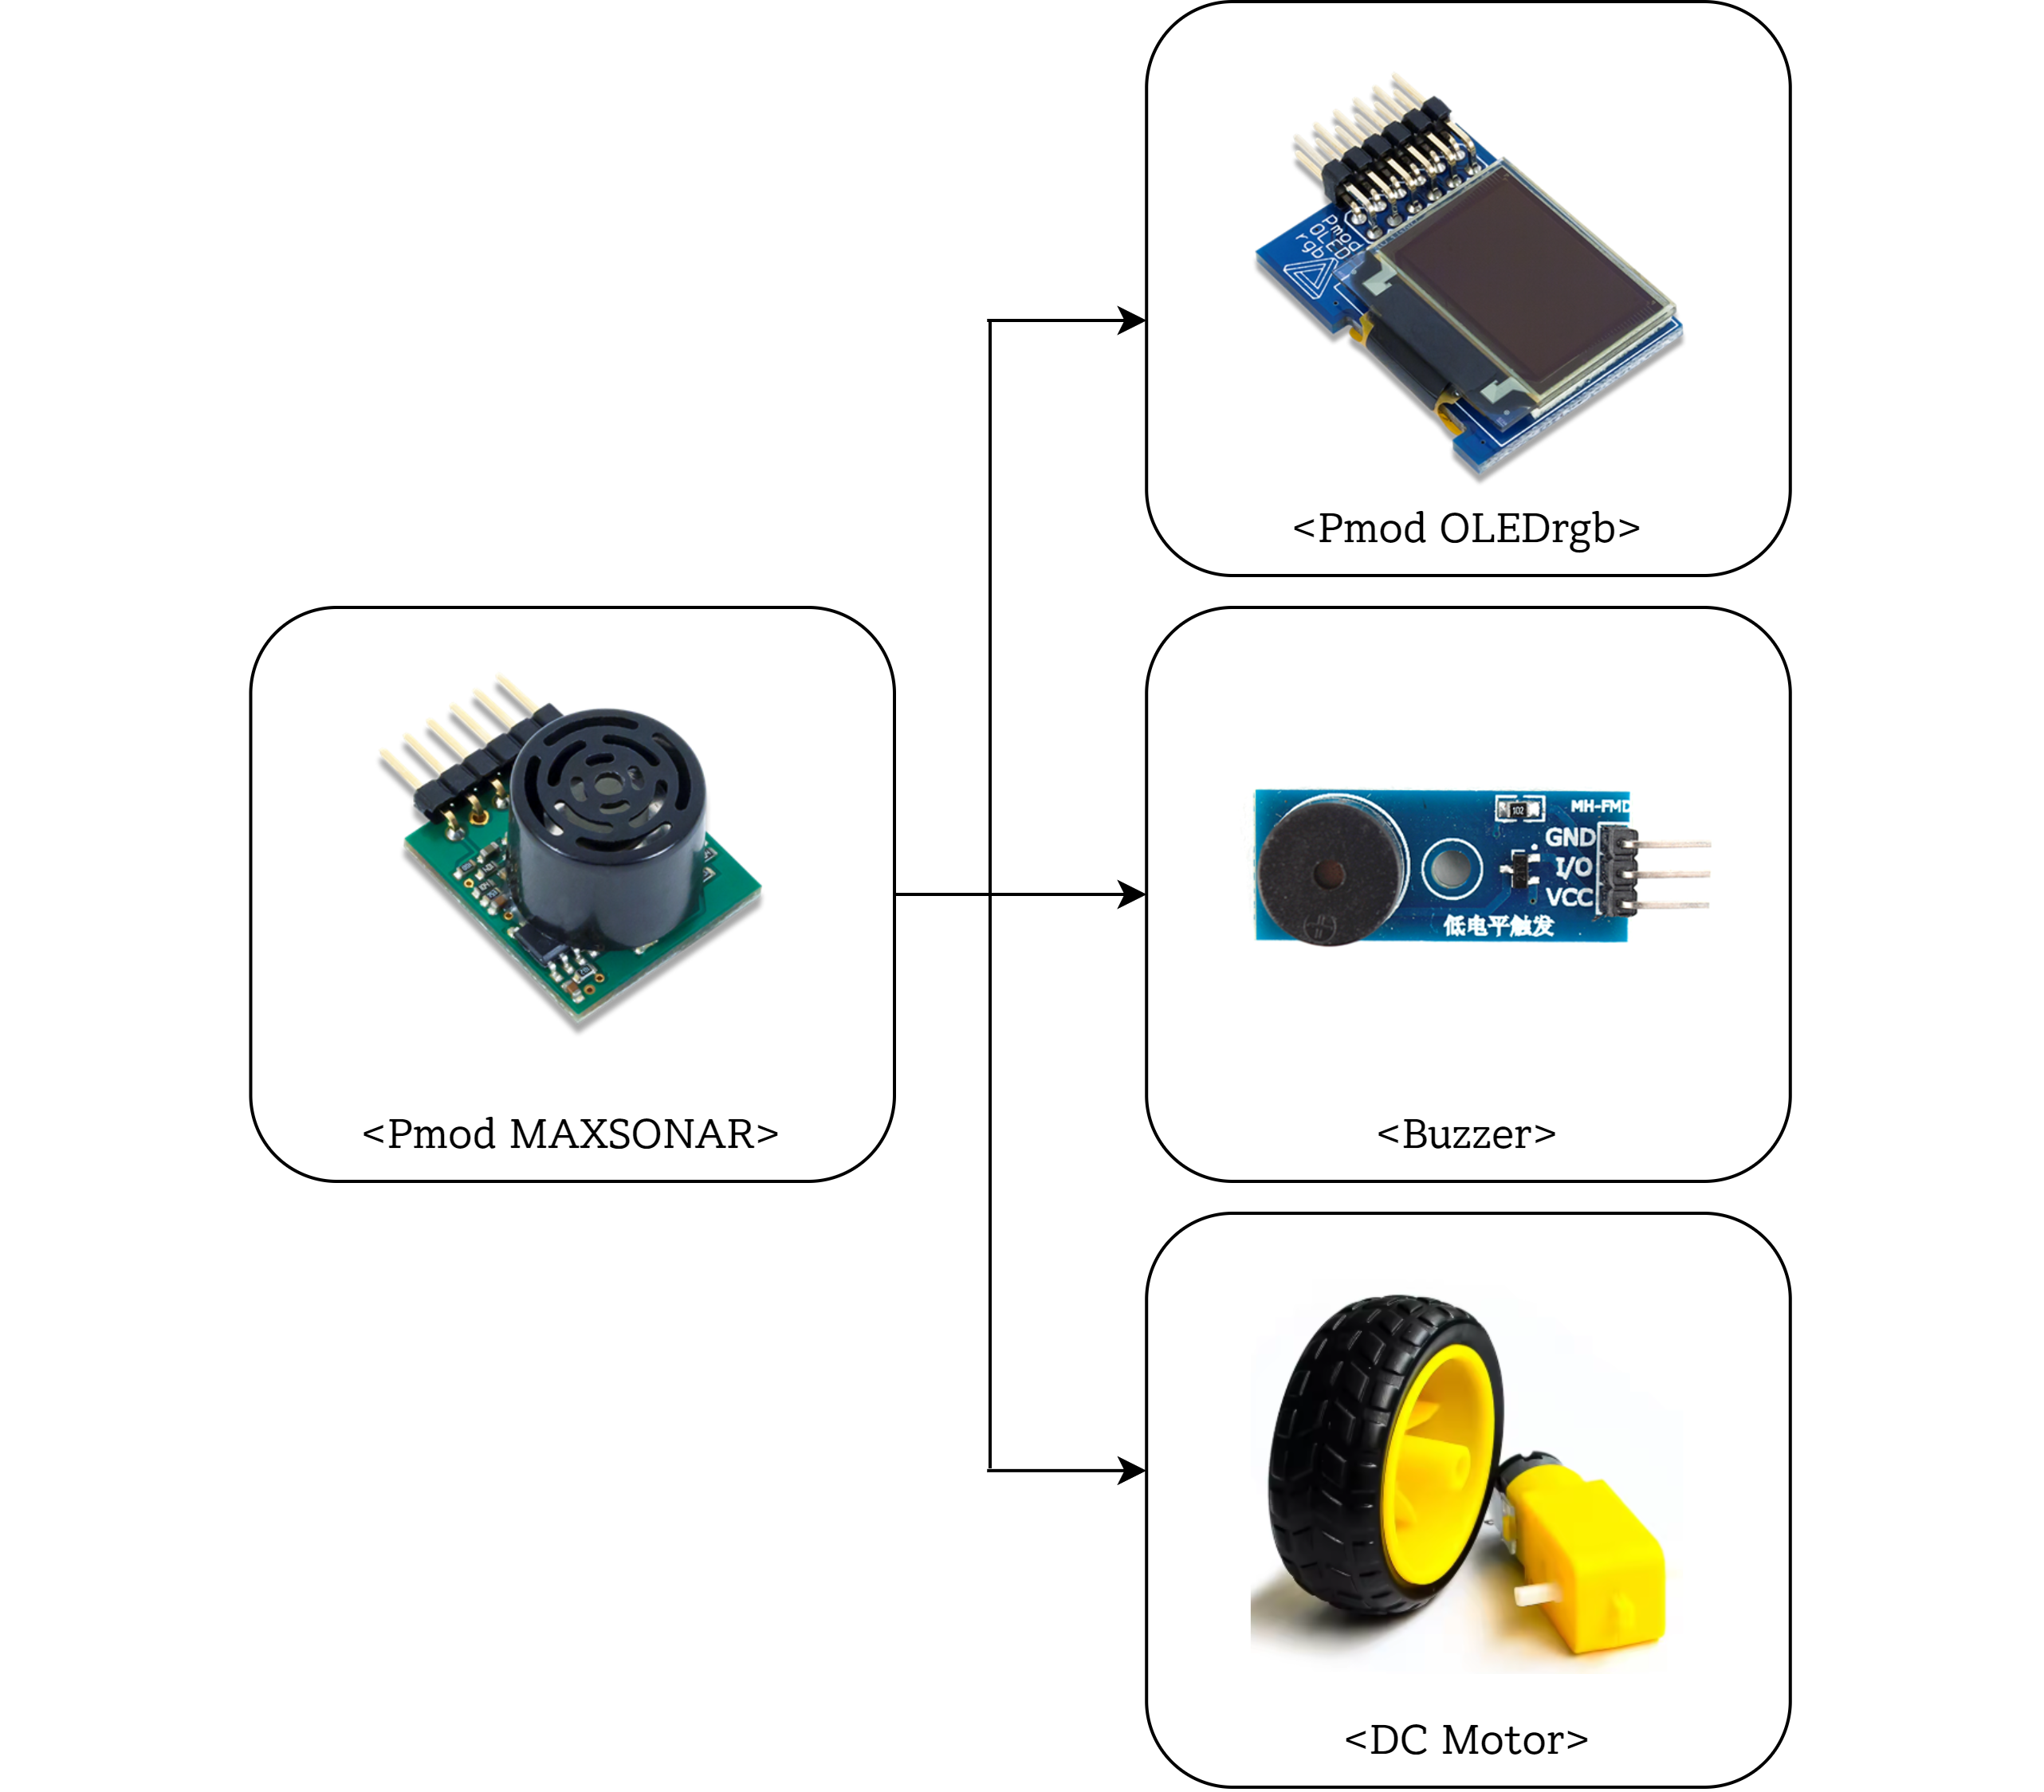 Pmod
OLED
rgb
<Pmod OLEDrgb>
<Pmod MAXSONAR>
102
MH-FMD
GND
I/O
VCC
低电平触发
<Buzzer>
<DC Motor>